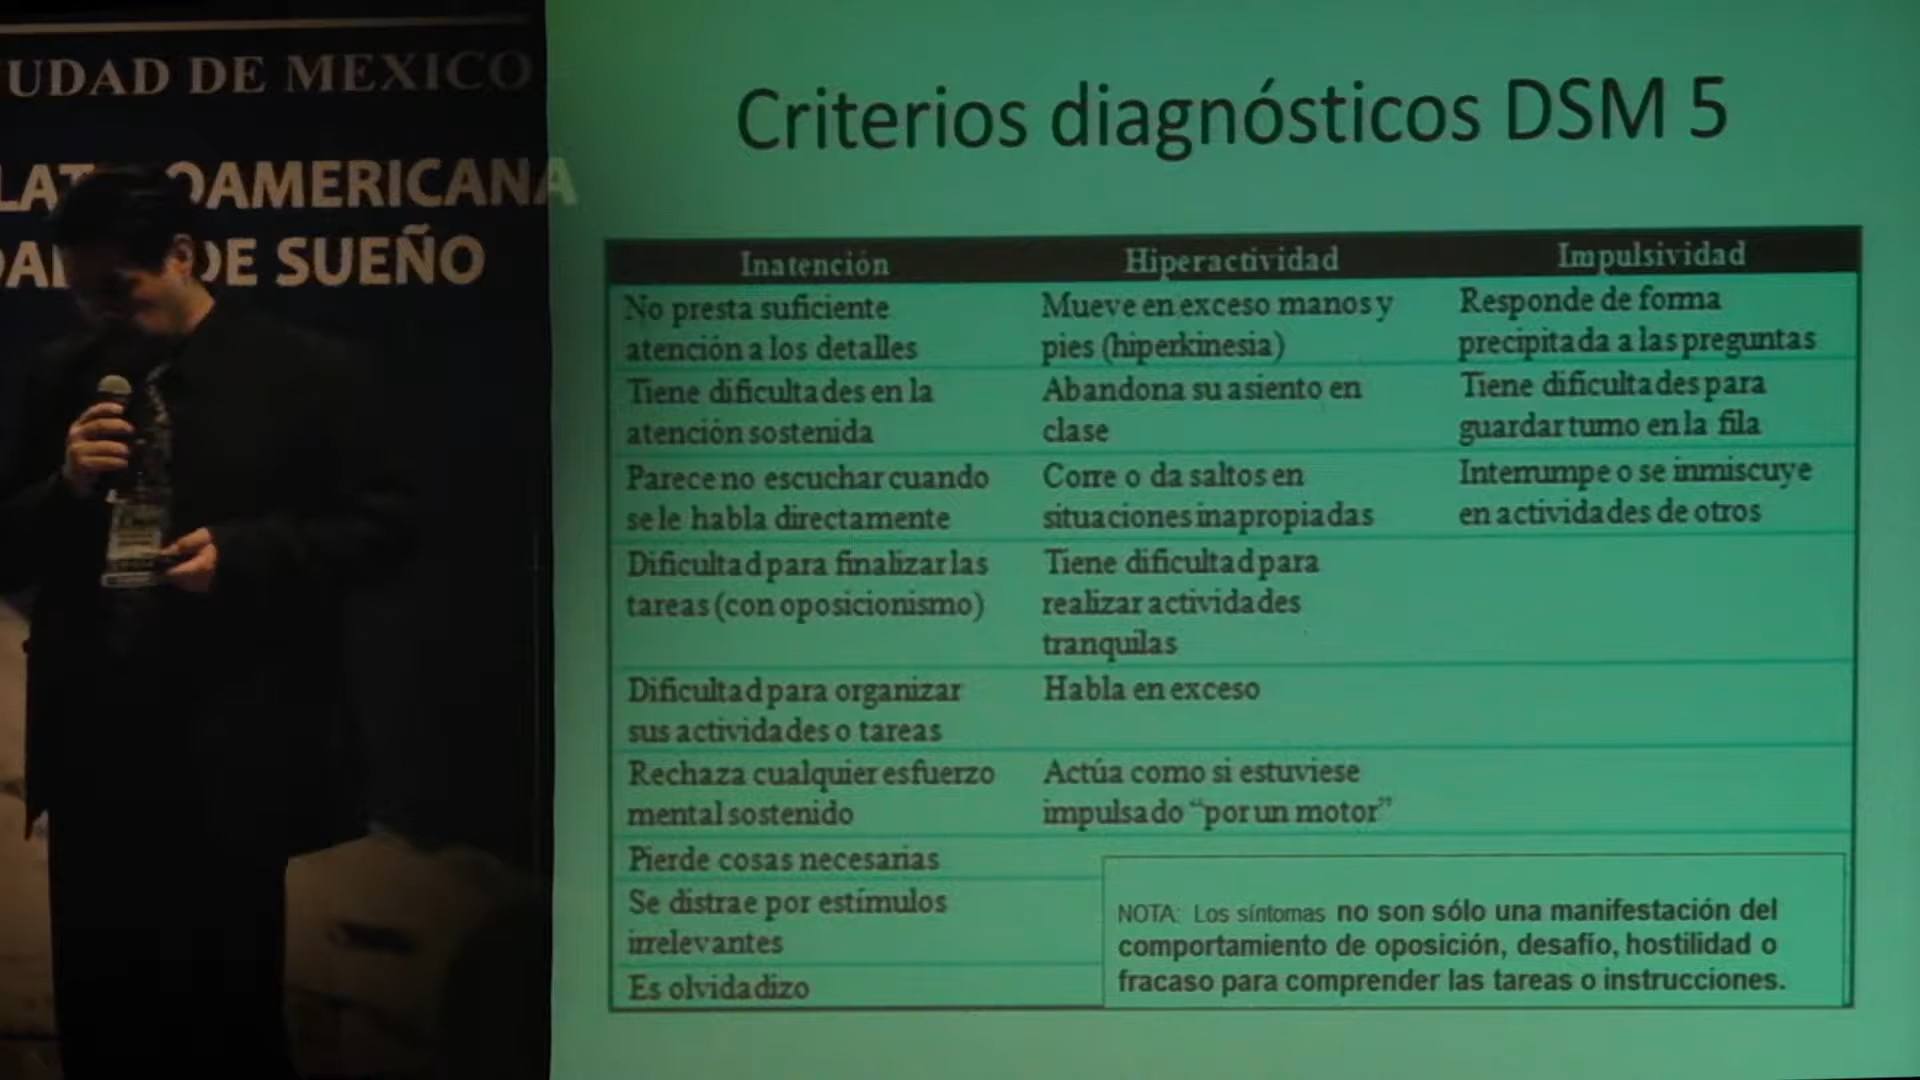 UDAD DE MEXICO
OAMERICANA
DE SUEÑO
Criterios diagnósticos DSM 5
Inatención
Hiperactividad
Impulsividad
No presta suficiente
atención a los detalles
Mueve en exceso manos y
pies (hiperkinesia)
Responde de forma
precipitada a las preguntas
Tiene dificultades en la
atención sostenida
Abandona su asiento en
clase
Tiene dificultades para
guardar turno en la fila
Parece no escuchar cuando
se le habla directamente
Corre o da saltos en
situaciones inapropiadas
Interrumpe o se inmiscuye
en actividades de otros
Dificultad para finalizar las
tareas (con oposicionismo)
Tiene dificultad para
realizar actividades
tranquilas
Dificultad para organizar
sus actividades o tareas
Habla en exceso
Rechaza cualquier esfuerzo
mental sostenido
Actúa como si estuviese
impulsado “por un motor”
Pierde cosas necesarias
Se distrae por estímulos
irrelevantes
Es olvidadizo
NOTA: Los síntomas no son sólo una manifestación del
comportamiento de oposición, desafío, hostilidad o
fracaso para comprender las tareas o instrucciones.